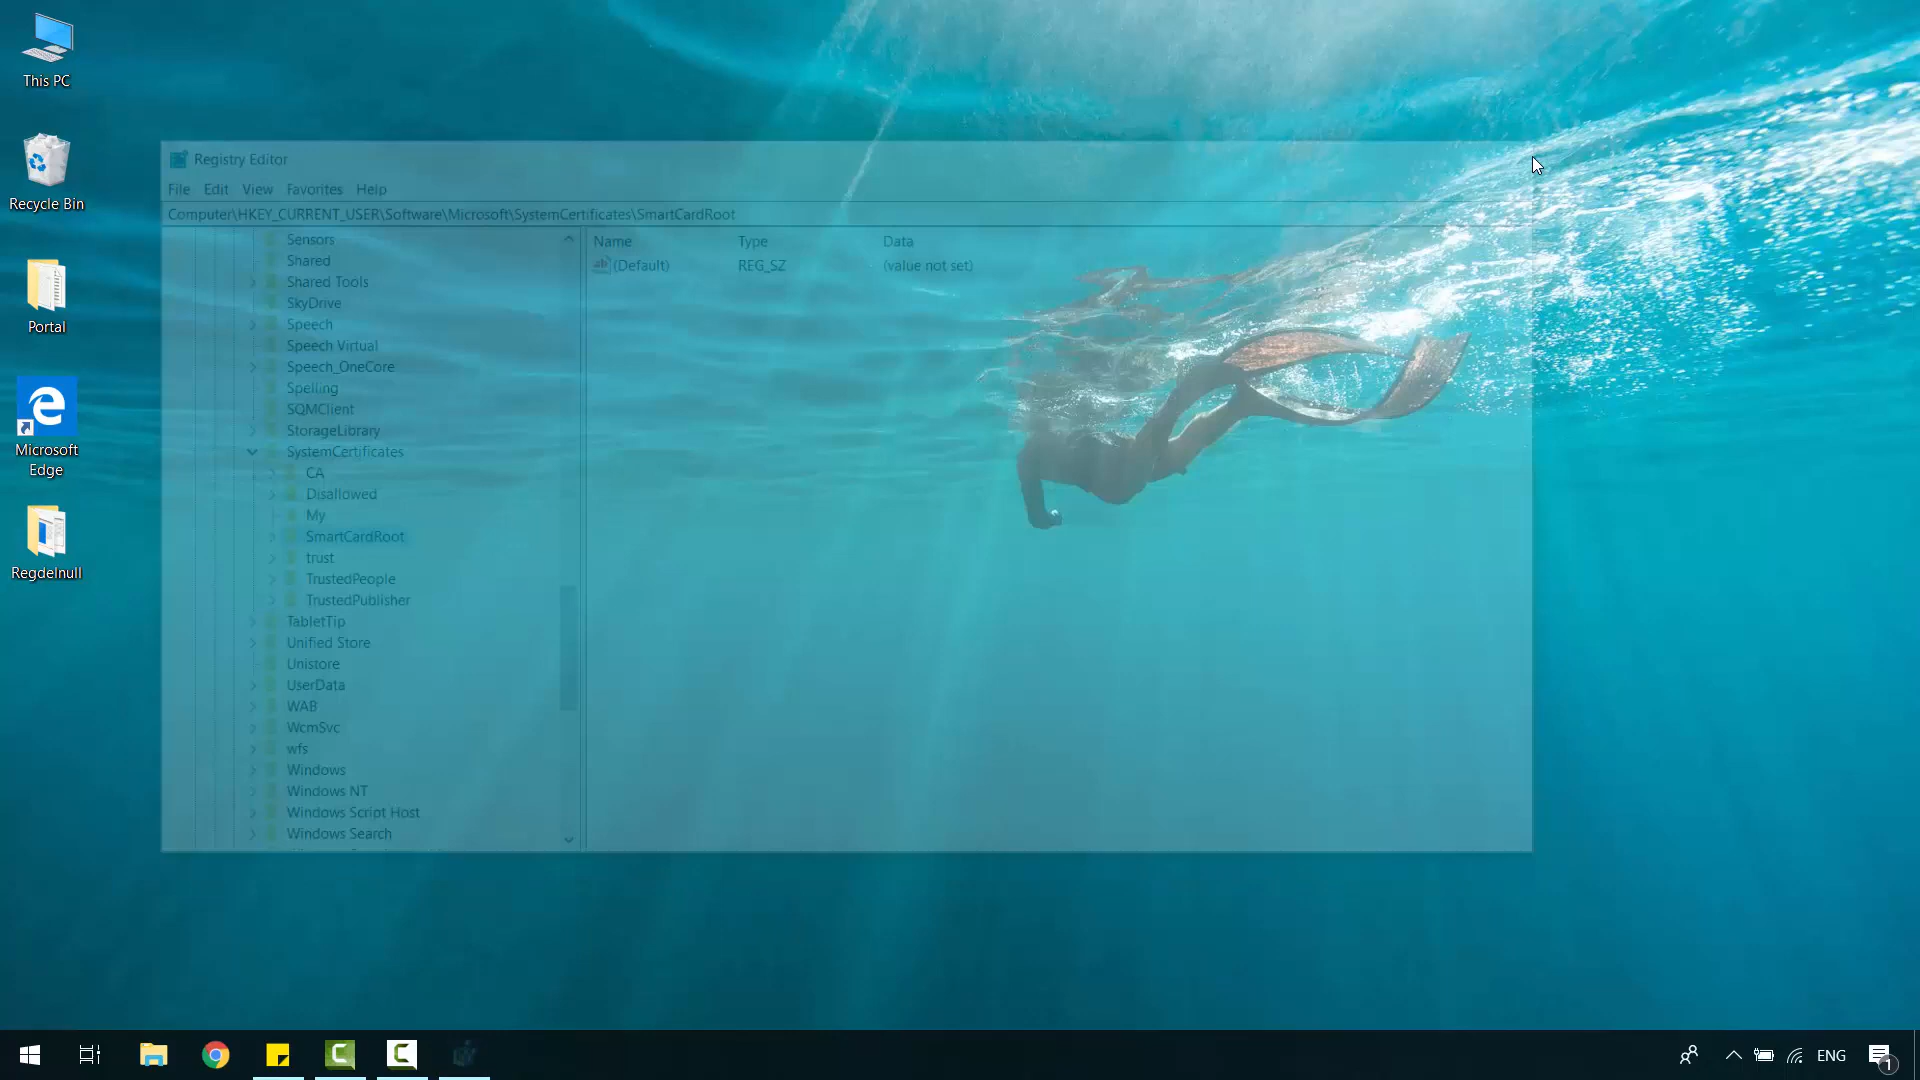 This PC
Recycle Bin
Portal
Microsoft
Edge
Regdelnull
Registry Editor
File Edit View Favorites Help
Computer\HKEY_CURRENT_USER\Software\Microsoft\SystemCertificates\SmartCardRoot
Name Type Data
(Default) REG_SZ (value not set)
Sensors
Shared
Shared Tools
SkyDrive
Speech
Speech Virtual
Speech_OneCore
Spelling
SQMClient
StorageLibrary
SystemCertificates
CA
Disallowed
My
SmartCardRoot
trust
TrustedPeople
TrustedPublisher
TabletTip
Unified Store
Unistore
UserData
WAB
WcmSvc
wfs
Windows
Windows NT
Windows Script Host
Windows Search
ENG
1